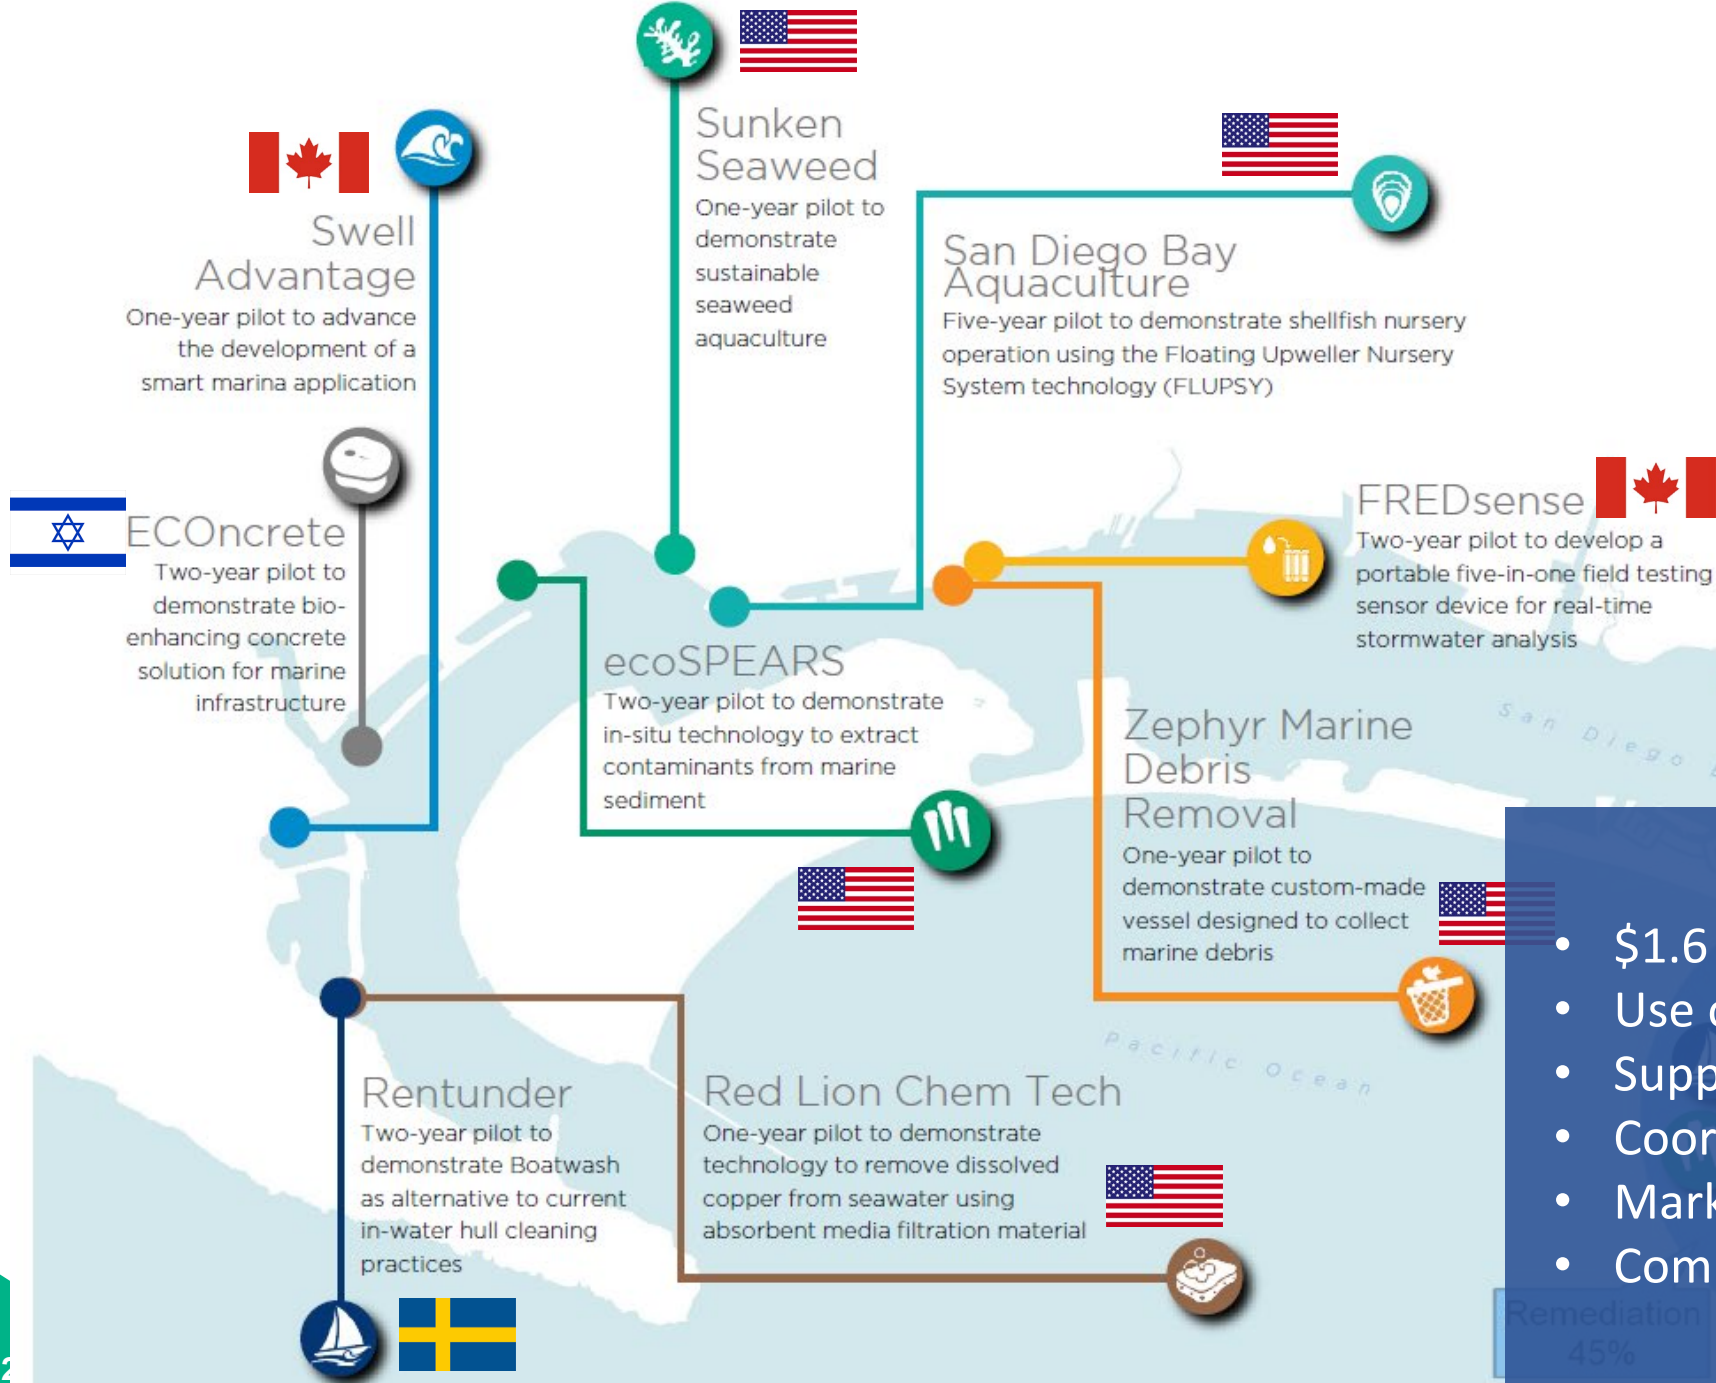 Sunken
Seaweed
One-year pilot to
demonstrate
sustainable
seaweed
aquaculture
Swell
Advantage
One-year pilot to advance
the development of a
smart marina application
San Diego Bay
Aquaculture
Five-year pilot to demonstrate shellfish nursery
operation using the Floating Upweller Nursery
System technology (FLUPSY)
ECOncrete
Two-year pilot to
demonstrate bio-
enhancing concrete
solution for marine
infrastructure
FREDsense
Two-year pilot to develop a
portable five-in-one field testing
sensor device for real-time
stormwater analysis
ecoSPEARS
Two-year pilot to demonstrate
in-situ technology to extract
contaminants from marine
sediment
San Diego
Zephyr Marine
Debris
Removal
One-year pilot to
demonstrate custom-made
vessel designed to collect
marine debris
Pacific Ocean
Rentunder
Two-year pilot to
demonstrate Boatwash
as alternative to current
in-water hull cleaning
practices
Red Lion Chem Tech
One-year pilot to demonstrate
technology to remove dissolved
copper from seawater using
absorbent media filtration material
• $1.6
• Use
• Supp
• Coor
• Mark
• Com
Remediation
45%
2